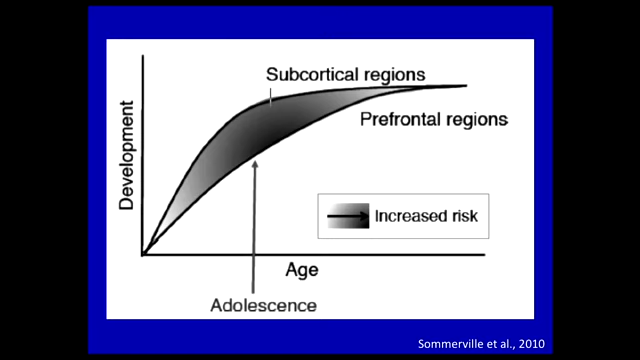 Subcortical regions
Prefrontal regions
Development
Increased risk
Age
Adolescence
Sommerville et al., 2010